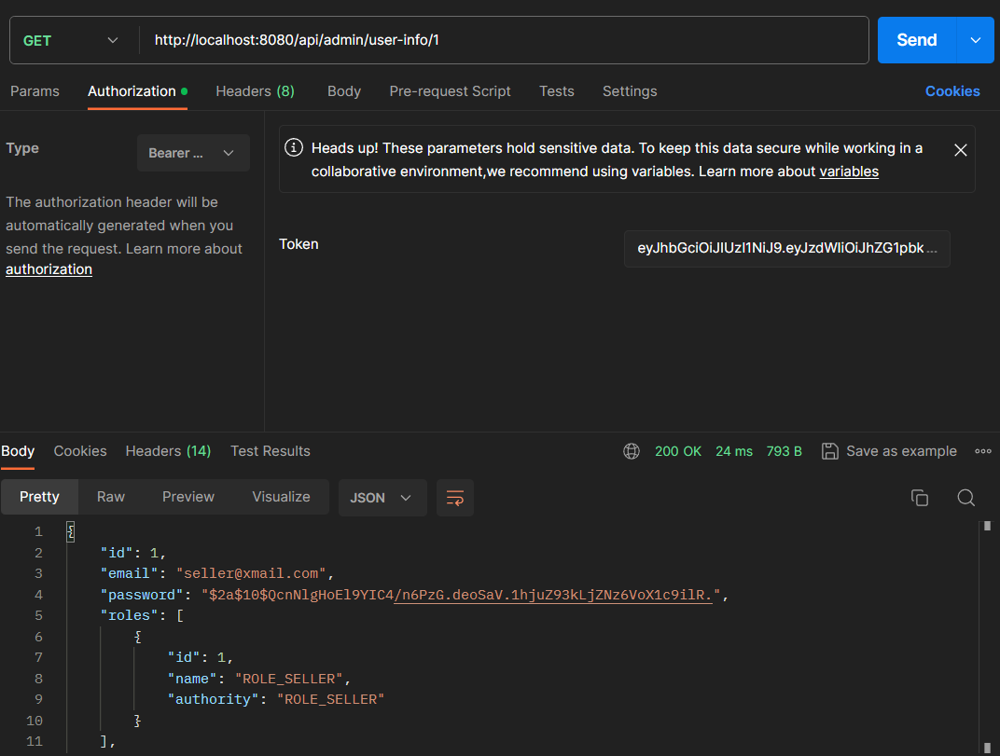 GET http://localhost:8080/api/admin/user-info/1 Send
Params Authorization Headers (8) Body Pre-request Script Tests Settings Cookies
Type Bearer ...
The authorization header will be
automatically generated when you
send the request. Learn more about
authorization
Heads up! These parameters hold sensitive data. To keep this data secure while working in a
collaborative environment,we recommend using variables. Learn more about variables
Token eyJhbGciOiJIUzI1NiJ9.eyJzdWIiOiJhZG1pbk ...
Body Cookies Headers (14) Test Results 200 OK 24 ms 793 B Save as example
Pretty Raw Preview Visualize JSON
1 {
2 "id": 1,
3 "email": "seller@xmail.com",
4 "password": "$2a$10$QcnNlgHoEl9YIC4/n6PzG.deoSaV.1hjuZ93kLjZNz6VoX1c9ilR.",
5 "roles": [
6 {
7 "id": 1,
8 "name": "ROLE_SELLER",
9 "authority": "ROLE_SELLER"
10 }
11 ],